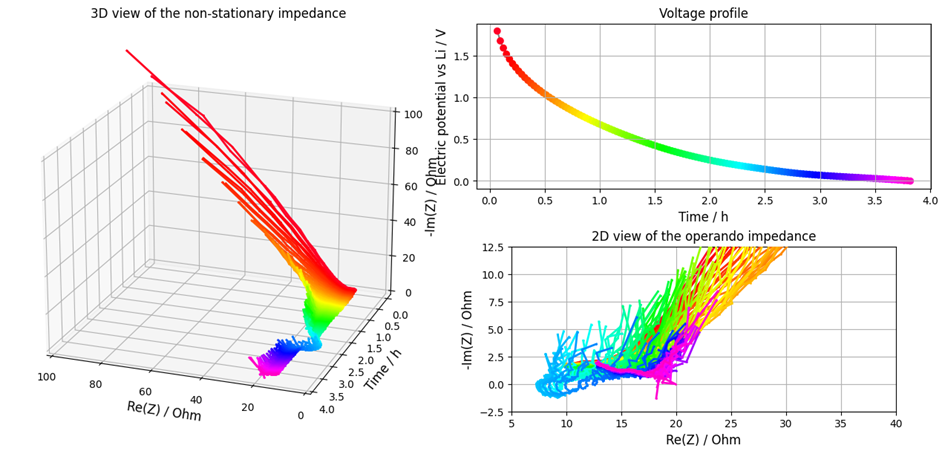 3D view of the non-stationary impedance
100
80
60
40
20
0
-Im(Z) / Ohm
0.0
0.5
1.0
1.5
2.0
2.5
3.0
3.5
4.0
Time / h
100
80
60
40
20
0
Re(Z) / Ohm
Voltage profile
Electric potential vs Li / V
1.5
1.0
0.5
0.0
0.0 0.5 1.0 1.5 2.0 2.5 3.0 3.5 4.0
Time / h
2D view of the operando impedance
-Im(Z) / Ohm
12.5
10.0
7.5
5.0
2.5
0.0
−2.5
5 10 15 20 25 30 35 40
Re(Z) / Ohm